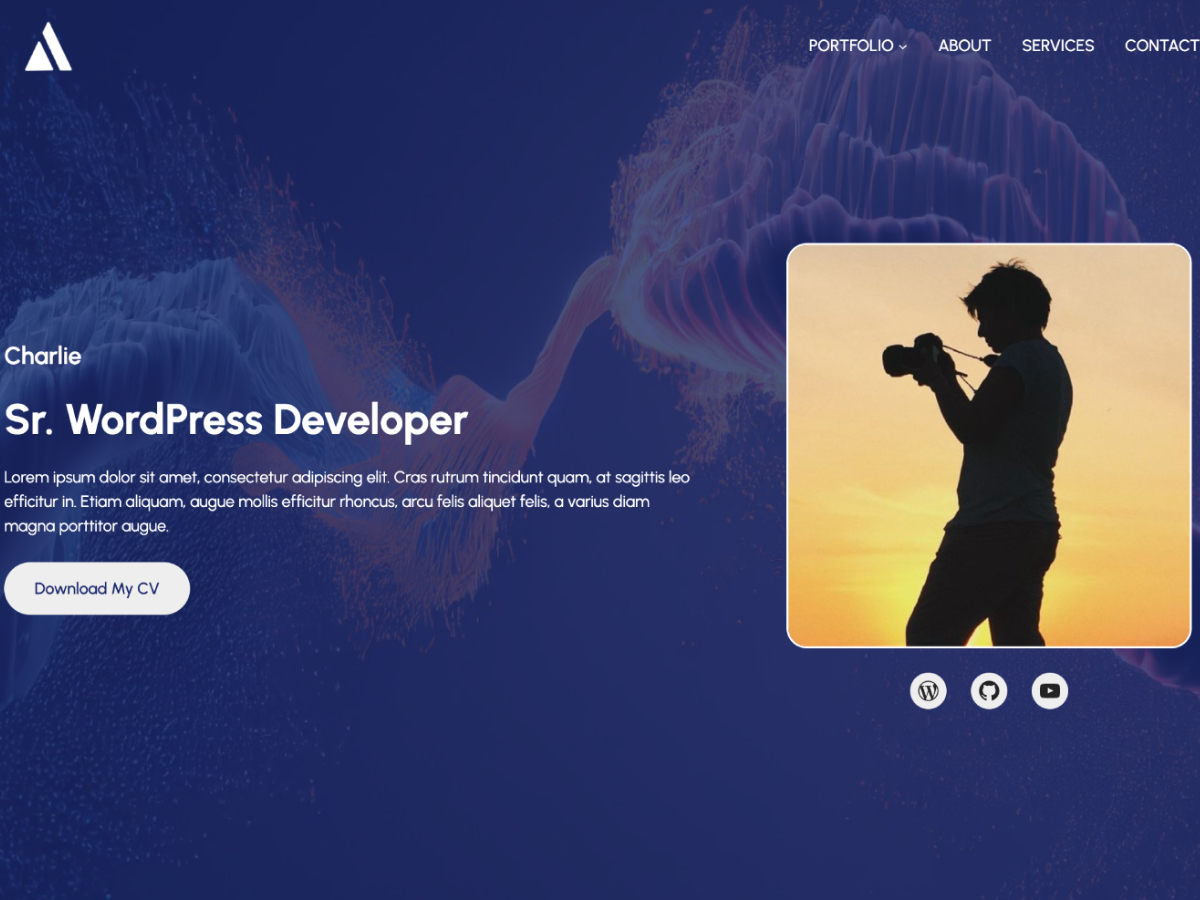 PORTFOLIO ABOUT SERVICES CONTACT
Charlie
Sr. WordPress Developer
Lorem ipsum dolor sit amet, consectetur adipiscing elit. Cras rutrum tincidunt quam, at sagittis leo
efficitur in. Etiam aliquam, augue mollis efficitur rhoncus, arcu felis aliquet felis, a varius diam
magna porttitor augue.
Download My CV